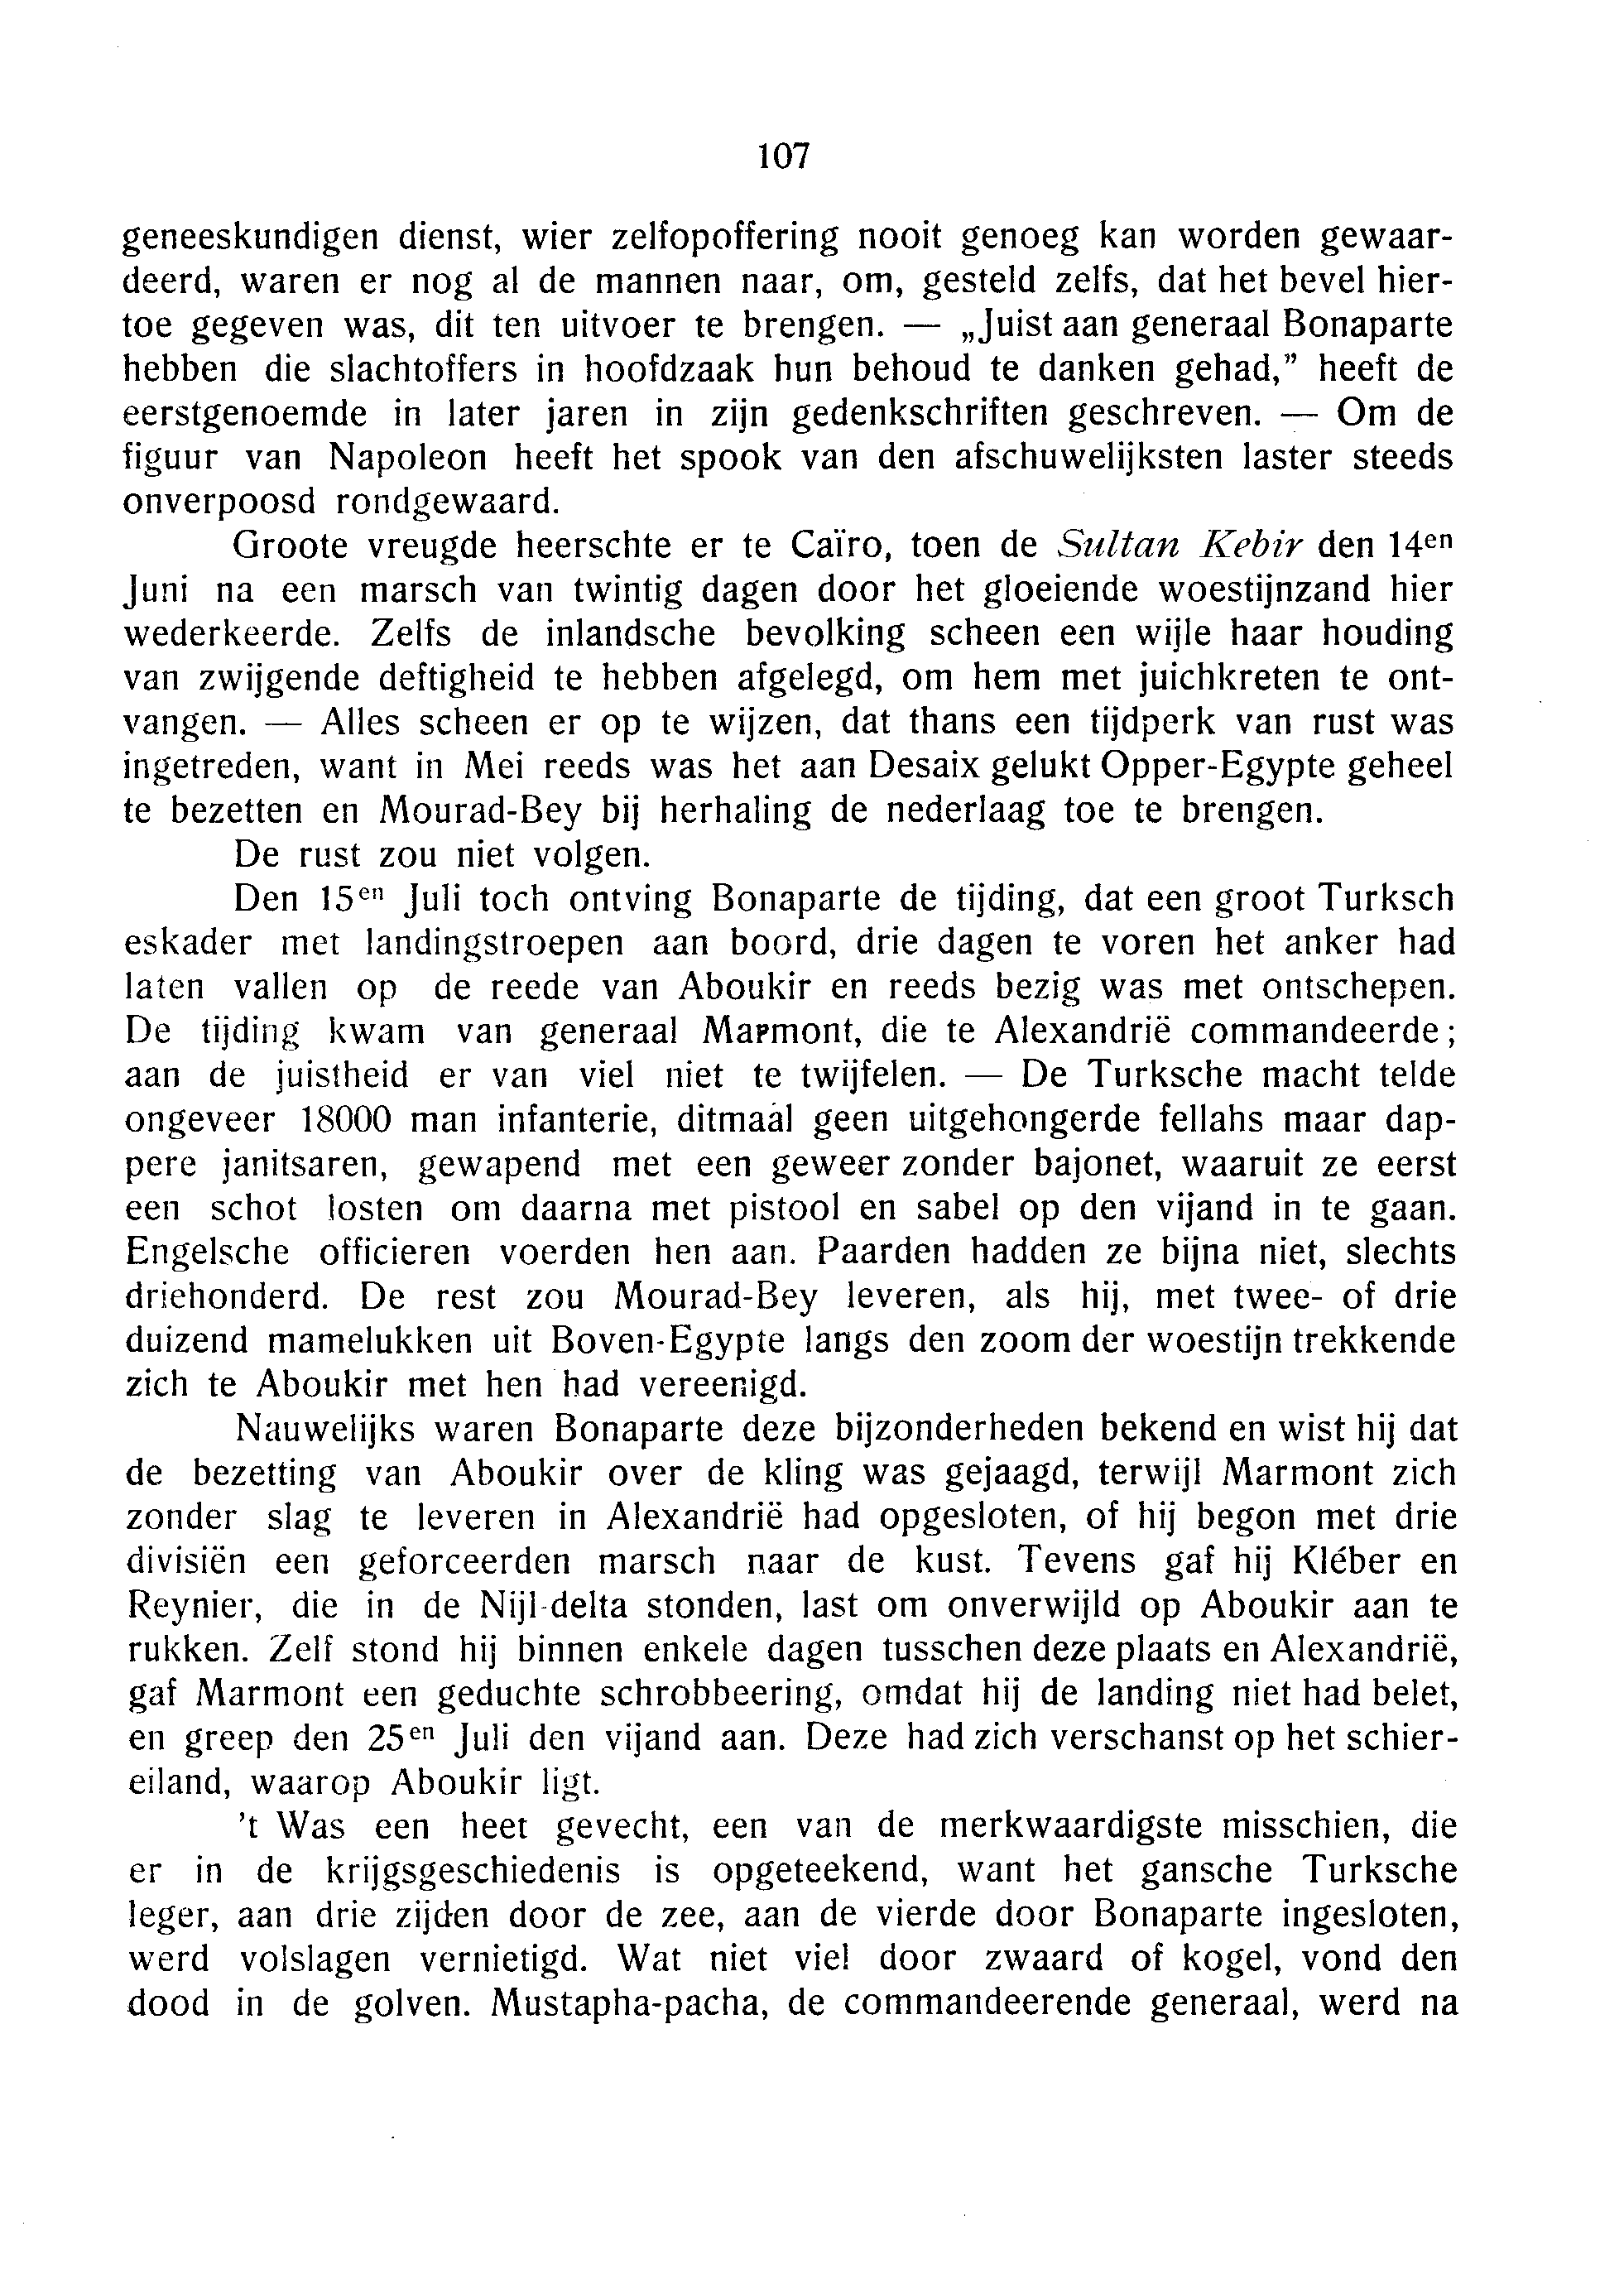 107
geneeskundigen dienst, wier zelfopoffering nooit genoeg kan worden gewaar-
deerd, waren er nog al de mannen naar, om, gesteld zelfs, dat het bevel hier-
toe gegeven was, dit ten uitvoer te brengen. — „Juist aan generaal Bonaparte
hebben die slachtoffers in hoofdzaak hun behoud te danken gehad,” heeft de
eerstgenoemde in later jaren in zijn gedenkschriften geschreven. — Om de
figuur van Napoleon heeft het spook van den afschuwelijksten laster steeds
onverpoosd rondgewaard.
Groote vreugde heerschte er te Caïro, toen de Sultan Kebir den 14en
Juni na een marsch van twintig dagen door het gloeiende woestijnzand hier
wederkeerde. Zelfs de inlandsche bevolking scheen een wijle haar houding
van zwijgende deftigheid te hebben afgelegd, om hem met juichkreten te ont-
vangen. — Alles scheen er op te wijzen, dat thans een tijdperk van rust was
ingetreden, want in Mei reeds was het aan Desaix gelukt Opper-Egypte geheel
te bezetten en Mourad-Bey bij herhaling de nederlaag toe te brengen.
De rust zou niet volgen.
Den 15en Juli toch ontving Bonaparte de tijding, dat een groot Turksch
eskader met landingstroepen aan boord, drie dagen te voren het anker had
laten vallen op de reede van Aboukir en reeds bezig was met ontschepen.
De tijding kwam van generaal Marmont, die te Alexandrië commandeerde;
aan de juistheid er van viel niet te twijfelen. — De Turksche macht telde
ongeveer 18000 man infanterie, ditmaal geen uitgehongerde fellahs maar dap-
pere janitsaren, gewapend met een geweer zonder bajonet, waaruit ze eerst
een schot losten om daarna met pistool en sabel op den vijand in te gaan.
Engelsche officieren voerden hen aan. Paarden hadden ze bijna niet, slechts
driehonderd. De rest zou Mourad-Bey leveren, als hij, met twee- of drie
duizend mamelukken uit Boven-Egypte langs den zoom der woestijn trekkende
zich te Aboukir met hen had vereenigd.
Nauwelijks waren Bonaparte deze bijzonderheden bekend en wist hij dat
de bezetting van Aboukir over de kling was gejaagd, terwijl Marmont zich
zonder slag te leveren in Alexandrië had opgesloten, of hij begon met drie
divisiën een geforceerden marsch naar de kust. Tevens gaf hij Kléber en
Reynier, die in de Nijl-delta stonden, last om onverwijld op Aboukir aan te
rukken. Zelf stond hij binnen enkele dagen tusschen deze plaats en Alexandrië,
gaf Marmont een geduchte schrobbeering, omdat hij de landing niet had belet,
en greep den 25en Juli den vijand aan. Deze had zich verschanst op het schier-
eiland, waarop Aboukir ligt.
’t Was een heet gevecht, een van de merkwaardigste misschien, die
er in de krijgsgeschiedenis is opgeteekend, want het gansche Turksche
leger, aan drie zijden door de zee, aan de vierde door Bonaparte ingesloten,
werd volslagen vernietigd. Wat niet viel door zwaard of kogel, vond den
dood in de golven. Mustapha-pacha, de commandeerende generaal, werd na